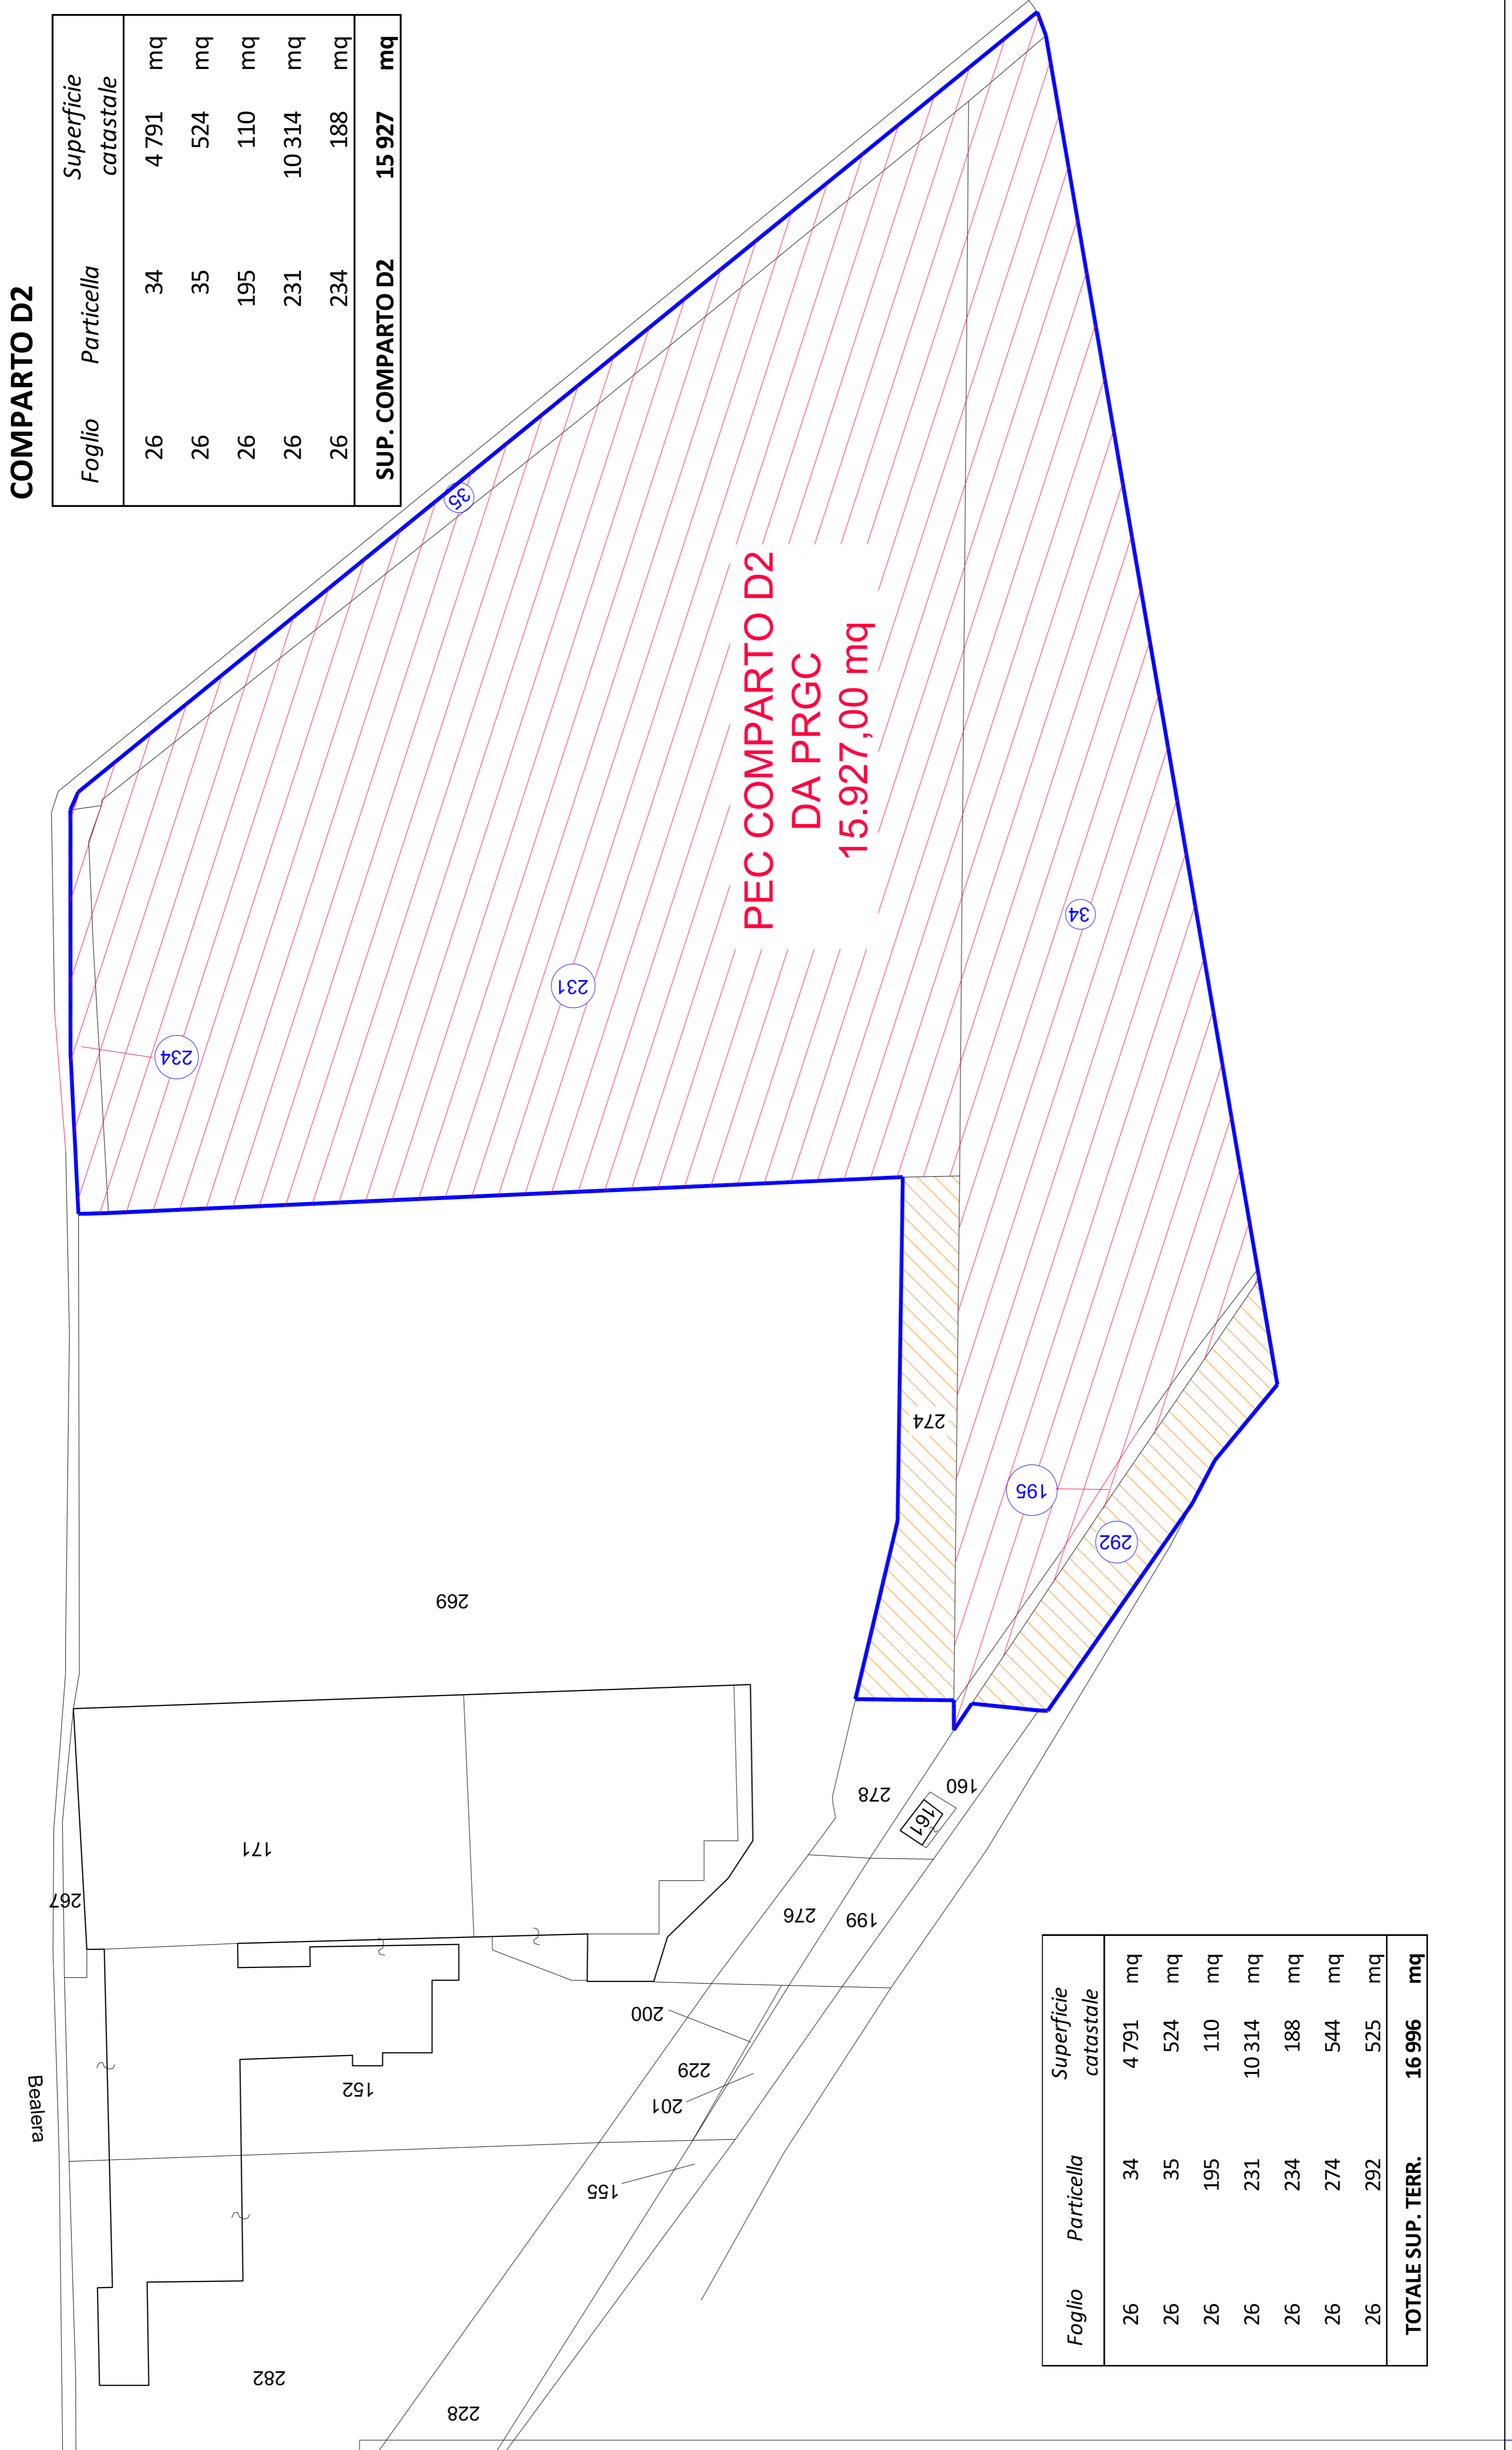 COMPARTO D2
Foglio Particella Superficie catastale
26 34 4 791 mq
26 35 524 mq
26 195 110 mq
26 231 10 314 mq
26 234 188 mq
SUP. COMPARTO D2 15 927 mq
35
PEC COMPARTO D2
DA PRGC
15.927,00 mq
34
231
234
274
195
292
269
278
160
161
171
267
276
199
200
229
201
152
155
Bealera
282
228
Foglio Particella Superficie catastale
26 34 4 791 mq
26 35 524 mq
26 195 110 mq
26 231 10 314 mq
26 234 188 mq
26 274 544 mq
26 292 525 mq
TOTALE SUP. TERR. 16 996 mq